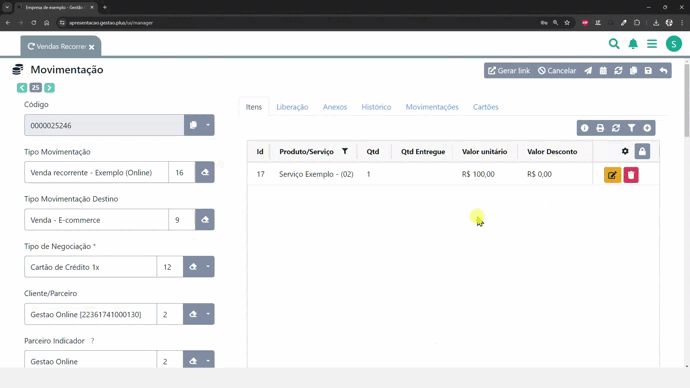 Empresa de exemplo - Gestão
apresentacao.gestao.plus/ui/manager
Vendas Recorre
S
Movimentação
Gerar link
Cancelar
25
Código
0000025246
Tipo Movimentação
Venda recorrente - Exemplo (Online)
16
Tipo Movimentação Destino
Venda - E-commerce
9
Tipo de Negociação *
Cartão de Crédito 1x
12
Cliente/Parceiro
Gestao Online [22361741000130]
2
Parceiro Indicador ?
Gestao Online
2
Itens
Liberação
Anexos
Histórico
Movimentações
Cartões
Id
Produto/Serviço
Qtd
Qtd Entregue
Valor unitário
Valor Desconto
17
Serviço Exemplo - (02)
1
R$ 100,00
R$ 0,00